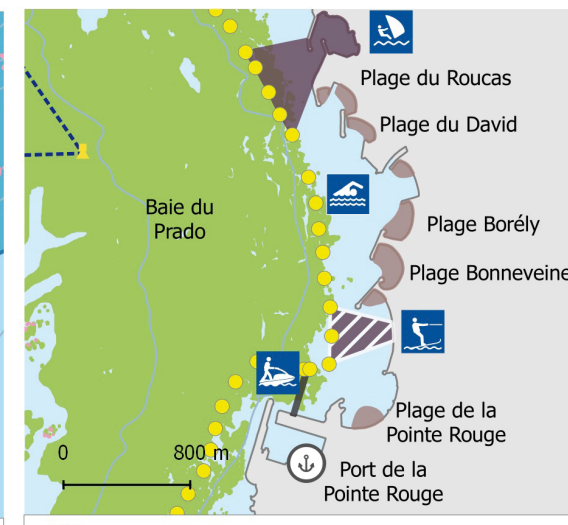 Plage du Roucas
Plage du David
Baie du
Prado
Plage Borély
Plage Bonneveine
Plage de la
Pointe Rouge
0 800 m
Port de la
Pointe Rouge